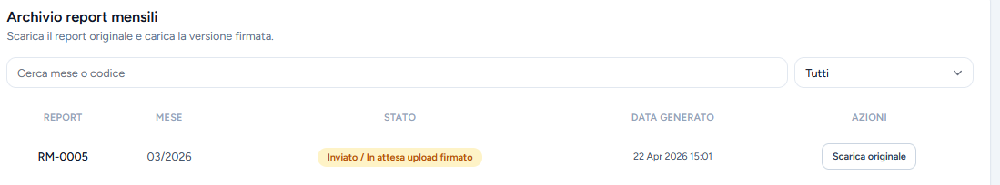 Archivio report mensili
Scarica il report originale e carica la versione firmata.
Cerca mese o codice
Tutti
REPORT MESE STATO DATA GENERATO AZIONI
RM-0005 03/2026 Inviato / In attesa upload firmato 22 Apr 2026 15:01 Scarica originale